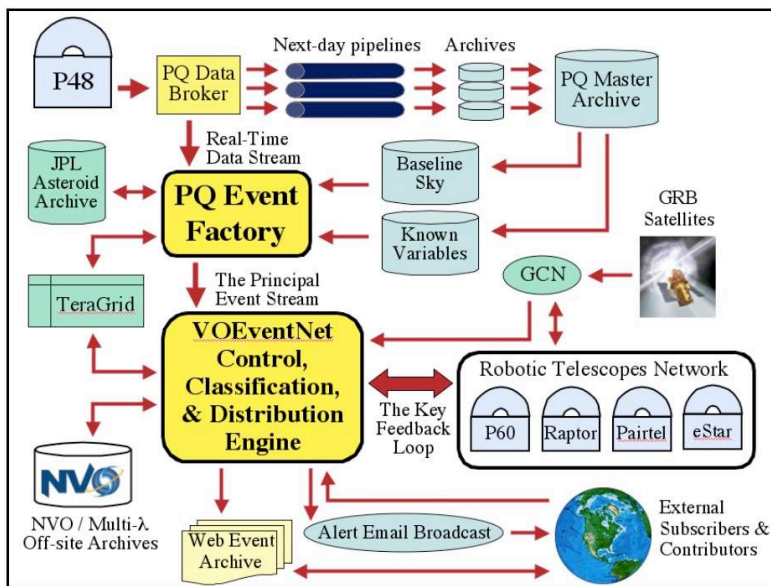 P48
PQ Data
Broker
Next-day pipelines
Archives
PQ Master
Archive
Real-Time
Data Stream
JPL
Asteroid
Archive
PQ Event
Factory
Baseline
Sky
Known
Variables
GRB
Satellites
GCN
TeraGrid
The Principal
Event Stream
VOEventNet
Control,
Classification,
& Distribution
Engine
The Key
Feedback
Loop
Robotic Telescopes Network
P60
Raptor
Pairtel
eStar
NVO
NVO / Multi-λ
Off-site Archives
Web Event
Archive
Alert Email Broadcast
External
Subscribers &
Contributors